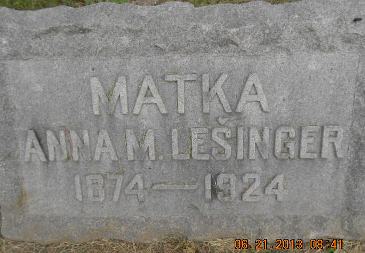 MATKA
ANNA M. LEŠINGER
1874—1924
06.21.2013 08:41